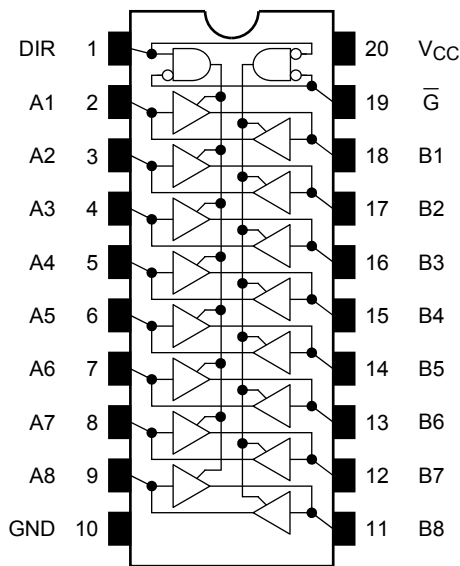 DIR 1 20 VCC
A1 2 19 G̅
A2 3 18 B1
A3 4 17 B2
A4 5 16 B3
A5 6 15 B4
A6 7 14 B5
A7 8 13 B6
A8 9 12 B7
GND 10 11 B8